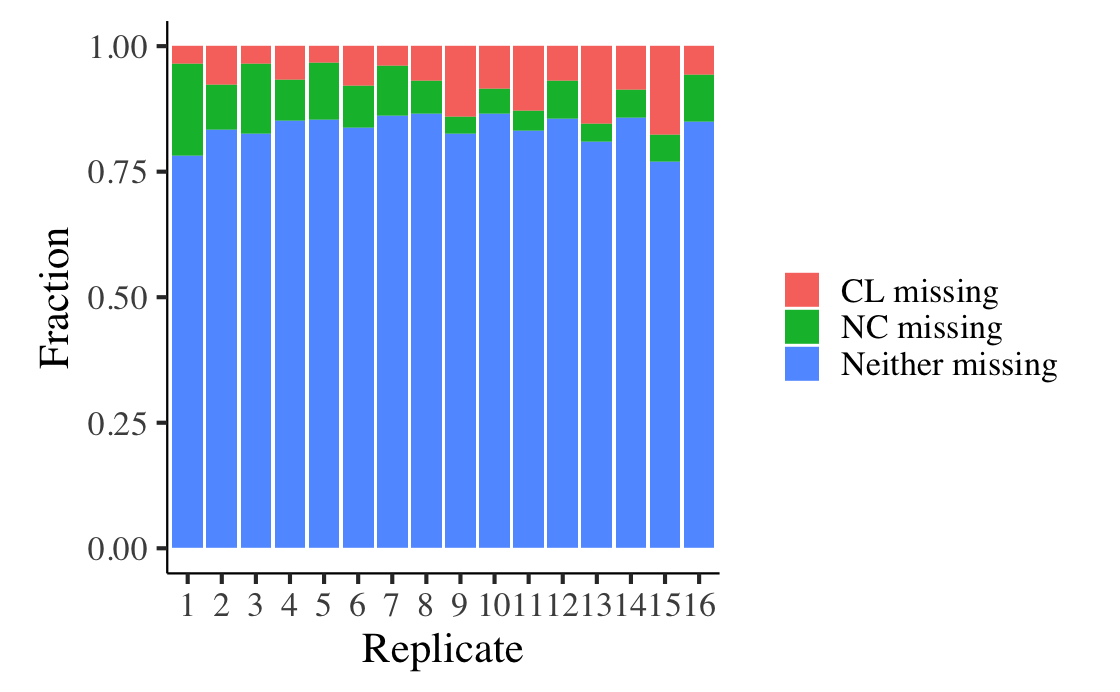 1.00
0.75
0.50
0.25
0.00
Fraction
1 2 3 4 5 6 7 8 9 10 11 12 13 14 15 16
Replicate
CL missing
NC missing
Neither missing